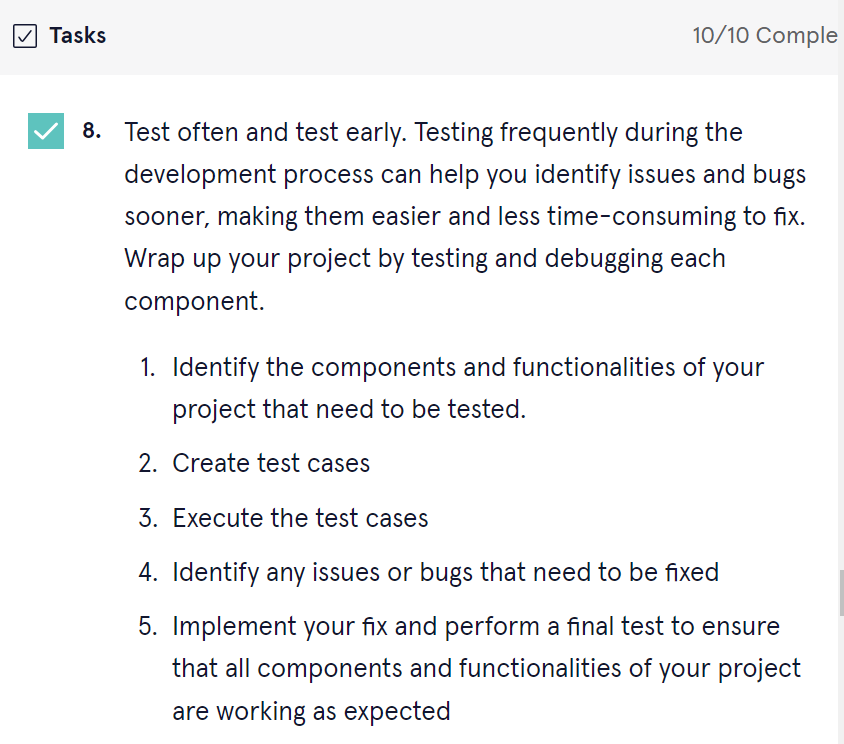 Tasks 10/10 Comple
8. Test often and test early. Testing frequently during the
development process can help you identify issues and bugs
sooner, making them easier and less time-consuming to fix.
Wrap up your project by testing and debugging each
component.
1. Identify the components and functionalities of your
project that need to be tested.
2. Create test cases
3. Execute the test cases
4. Identify any issues or bugs that need to be fixed
5. Implement your fix and perform a final test to ensure
that all components and functionalities of your project
are working as expected